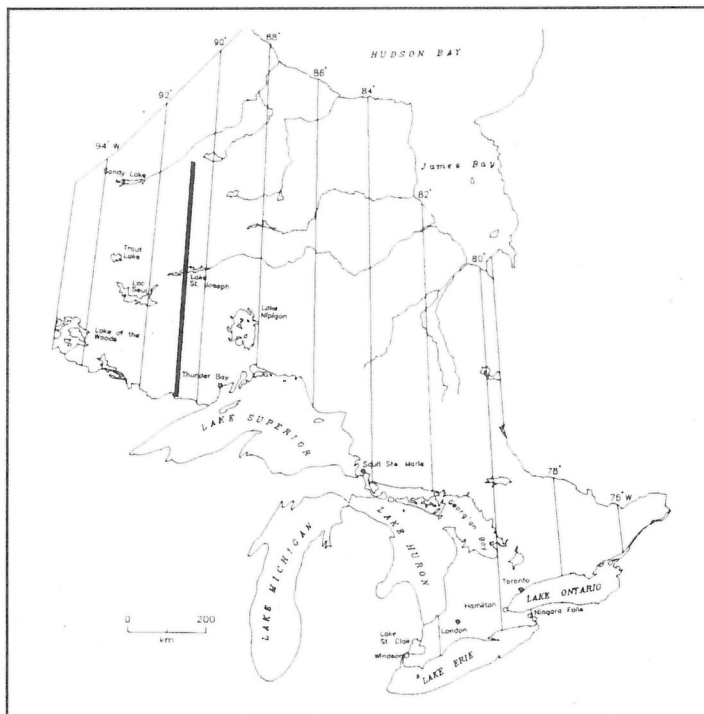 90°
88°
HUDSON BAY
86°
84°
92°
94° W
James Bay
Sandy Lake
82°
Trout
Lake
80°
Lake
St. Joseph
Lac
Seul
Lake
Nipigon
Lake of the
Woods
Thunder Bay
LAKE SUPERIOR
Sault Ste. Marie
78°
76° W
Georgian Bay
LAKE HURON
LAKE MICHIGAN
Toronto
LAKE ONTARIO
Hamilton
Niagara Falls
0 200
km
London
Lake
St. Clair
Windsor
LAKE ERIE